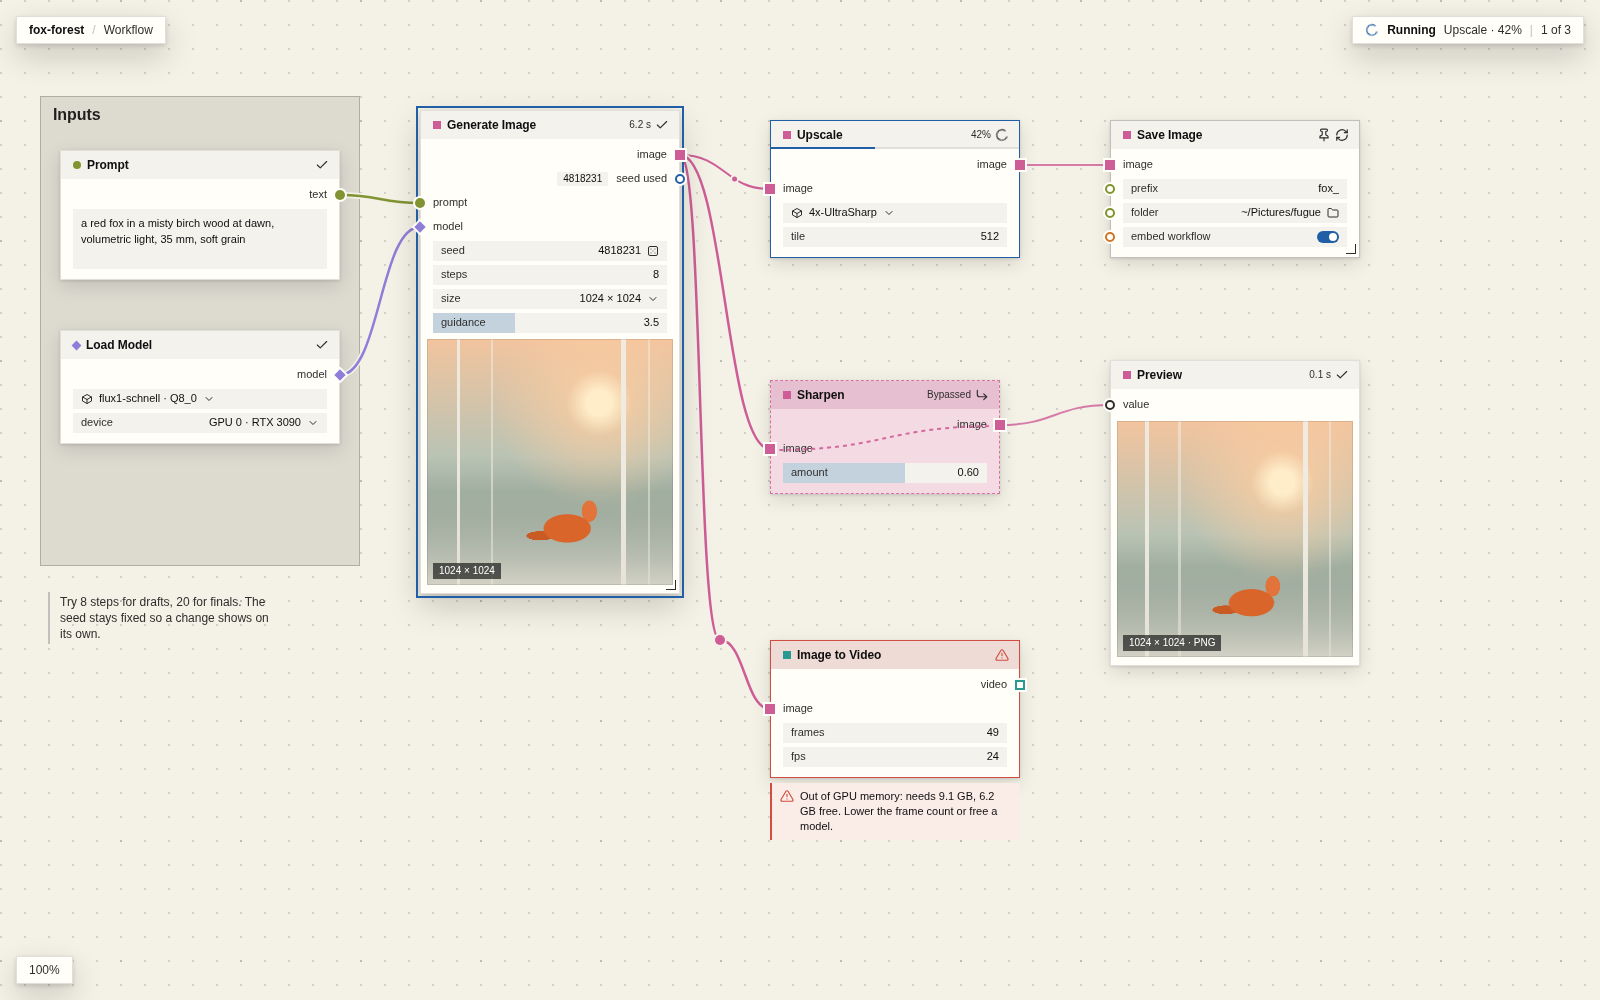 fox-forest / Workflow
Running Upscale · 42% | 1 of 3
Inputs
Prompt
text
a red fox in a misty birch wood at dawn,
volumetric light, 35 mm, soft grain
Load Model
model
flux1-schnell · Q8_0
device GPU 0 · RTX 3090
Try 8 steps for drafts, 20 for finals. The
seed stays fixed so a change shows on
its own.
Generate Image 6.2 s
image
4818231 seed used
prompt
model
seed 4818231
steps 8
size 1024 × 1024
guidance 3.5
1024 × 1024
Upscale 42%
image
image
4x-UltraSharp
tile 512
Sharpen Bypassed
image
image
amount 0.60
Image to Video
video
image
frames 49
fps 24
Out of GPU memory: needs 9.1 GB, 6.2
GB free. Lower the frame count or free a
model.
Save Image
image
prefix fox_
folder ~/Pictures/fugue
embed workflow
Preview 0.1 s
value
1024 × 1024 · PNG
100%